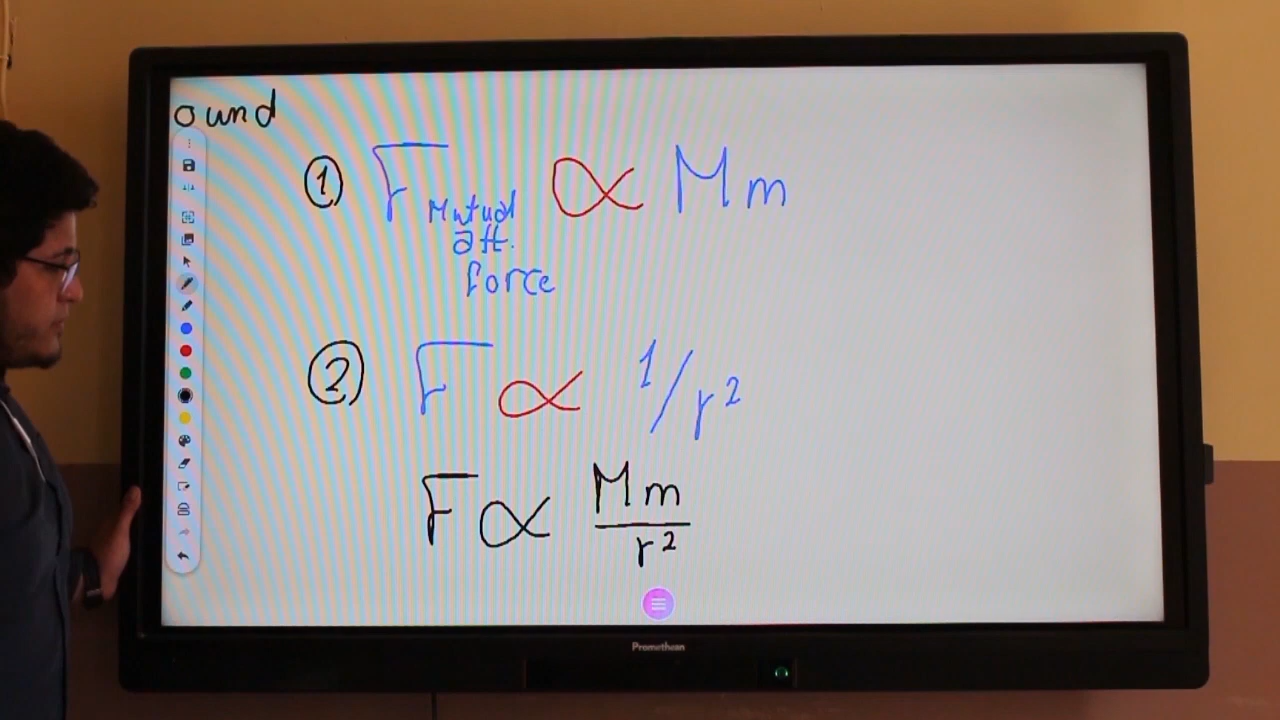 ound
① F Mutual att. force ∝ Mm
② F ∝ 1/r²
F ∝ Mm/r²
Promethean